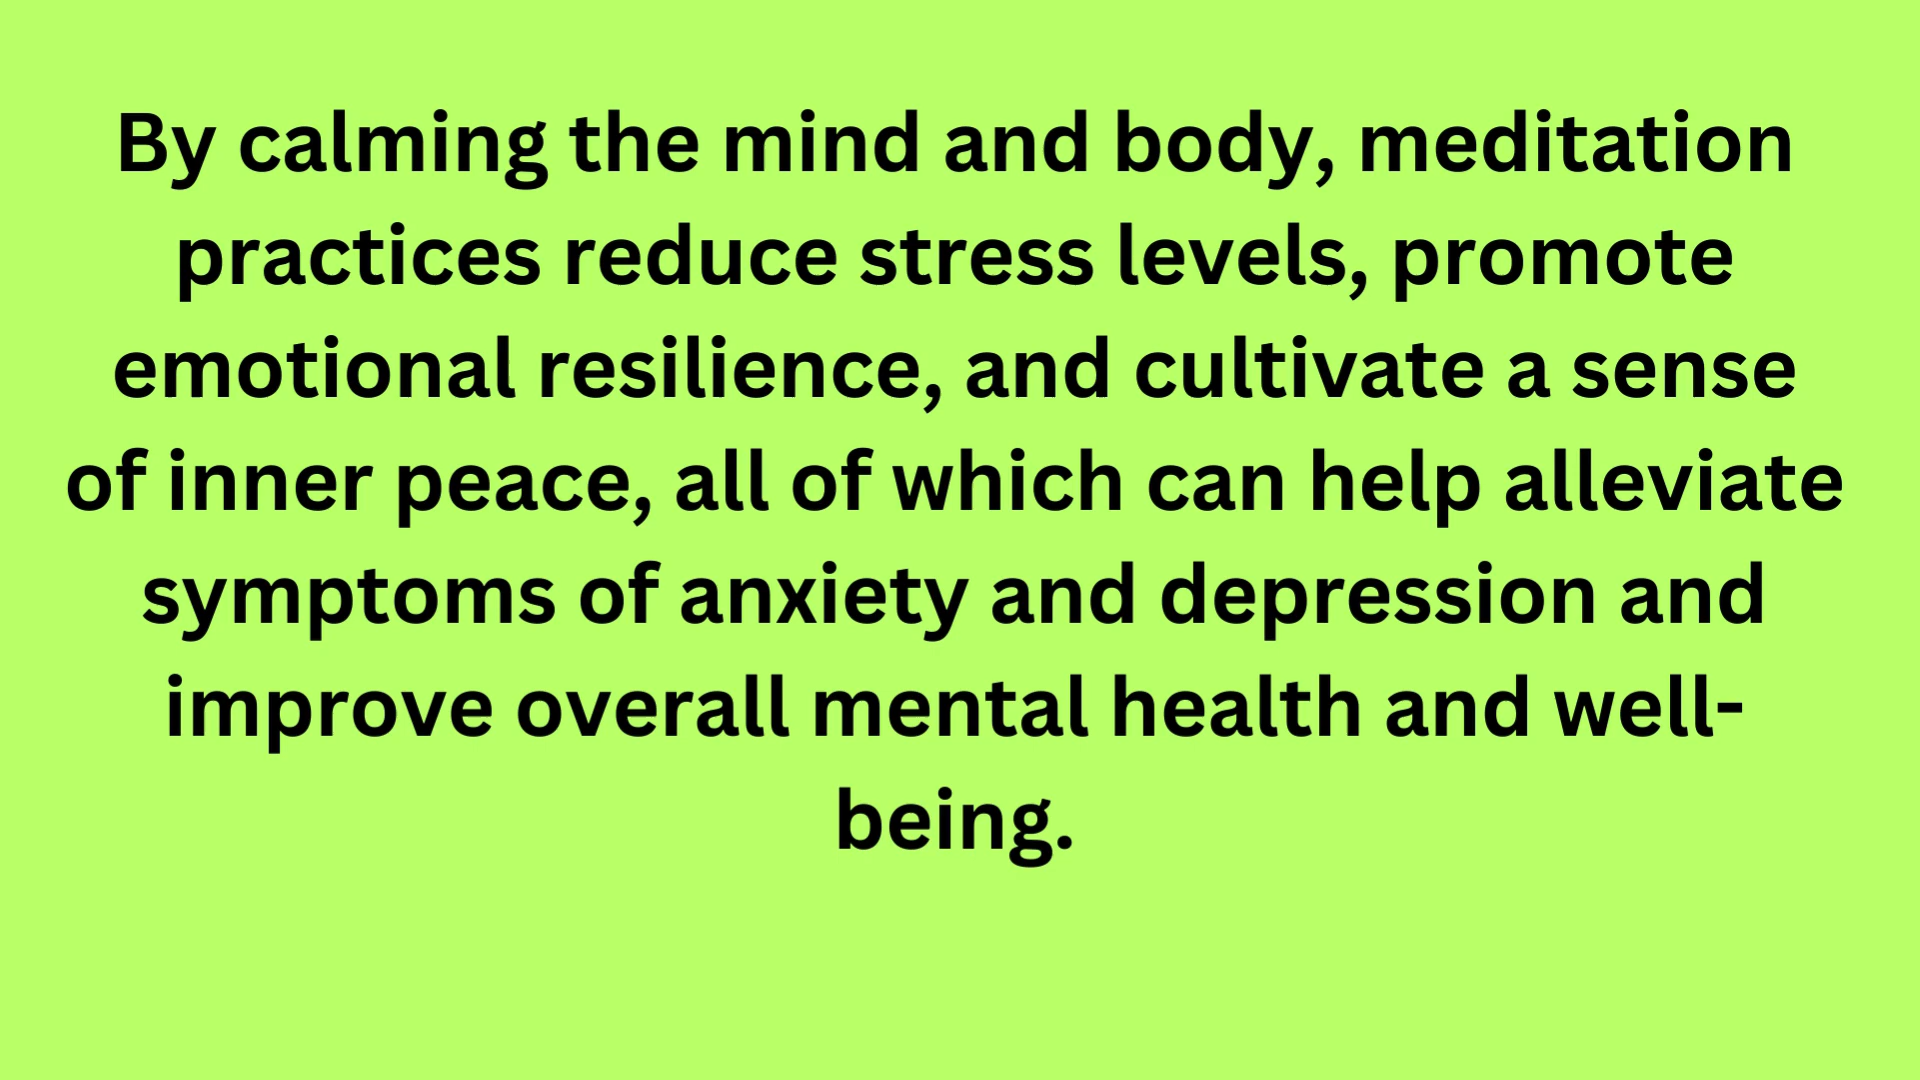 By calming the mind and body, meditation
practices reduce stress levels, promote
emotional resilience, and cultivate a sense
of inner peace, all of which can help alleviate
symptoms of anxiety and depression and
improve overall mental health and well-
being.